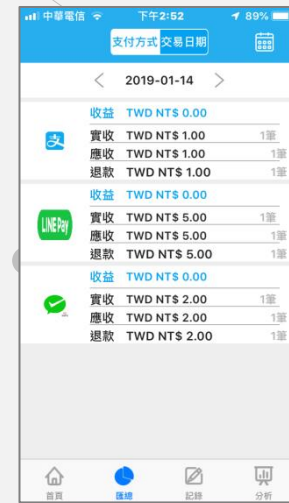 中華電信 下午2:52 89%
支付方式 交易日期
2019-01-14
收益 TWD NT$ 0.00
實收 TWD NT$ 1.00 1筆
應收 TWD NT$ 1.00 1筆
退款 TWD NT$ 1.00 1筆
收益 TWD NT$ 0.00
LINE Pay
實收 TWD NT$ 5.00 1筆
應收 TWD NT$ 5.00 1筆
退款 TWD NT$ 5.00 1筆
收益 TWD NT$ 0.00
實收 TWD NT$ 2.00 1筆
應收 TWD NT$ 2.00 1筆
退款 TWD NT$ 2.00 1筆
首頁 匯總 記錄 分析